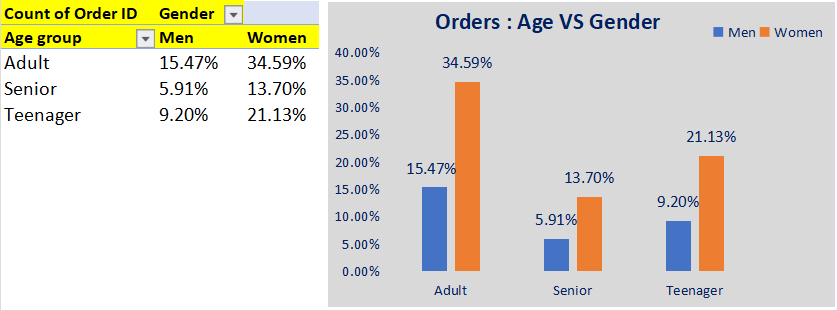 Count of Order ID Gender
Age group Men Women
Adult 15.47% 34.59%
Senior 5.91% 13.70%
Teenager 9.20% 21.13%
Orders : Age VS Gender
Men Women
40.00%
35.00%
30.00%
25.00%
20.00%
15.00%
10.00%
5.00%
0.00%
15.47% 34.59%
5.91% 13.70%
9.20% 21.13%
Adult Senior Teenager